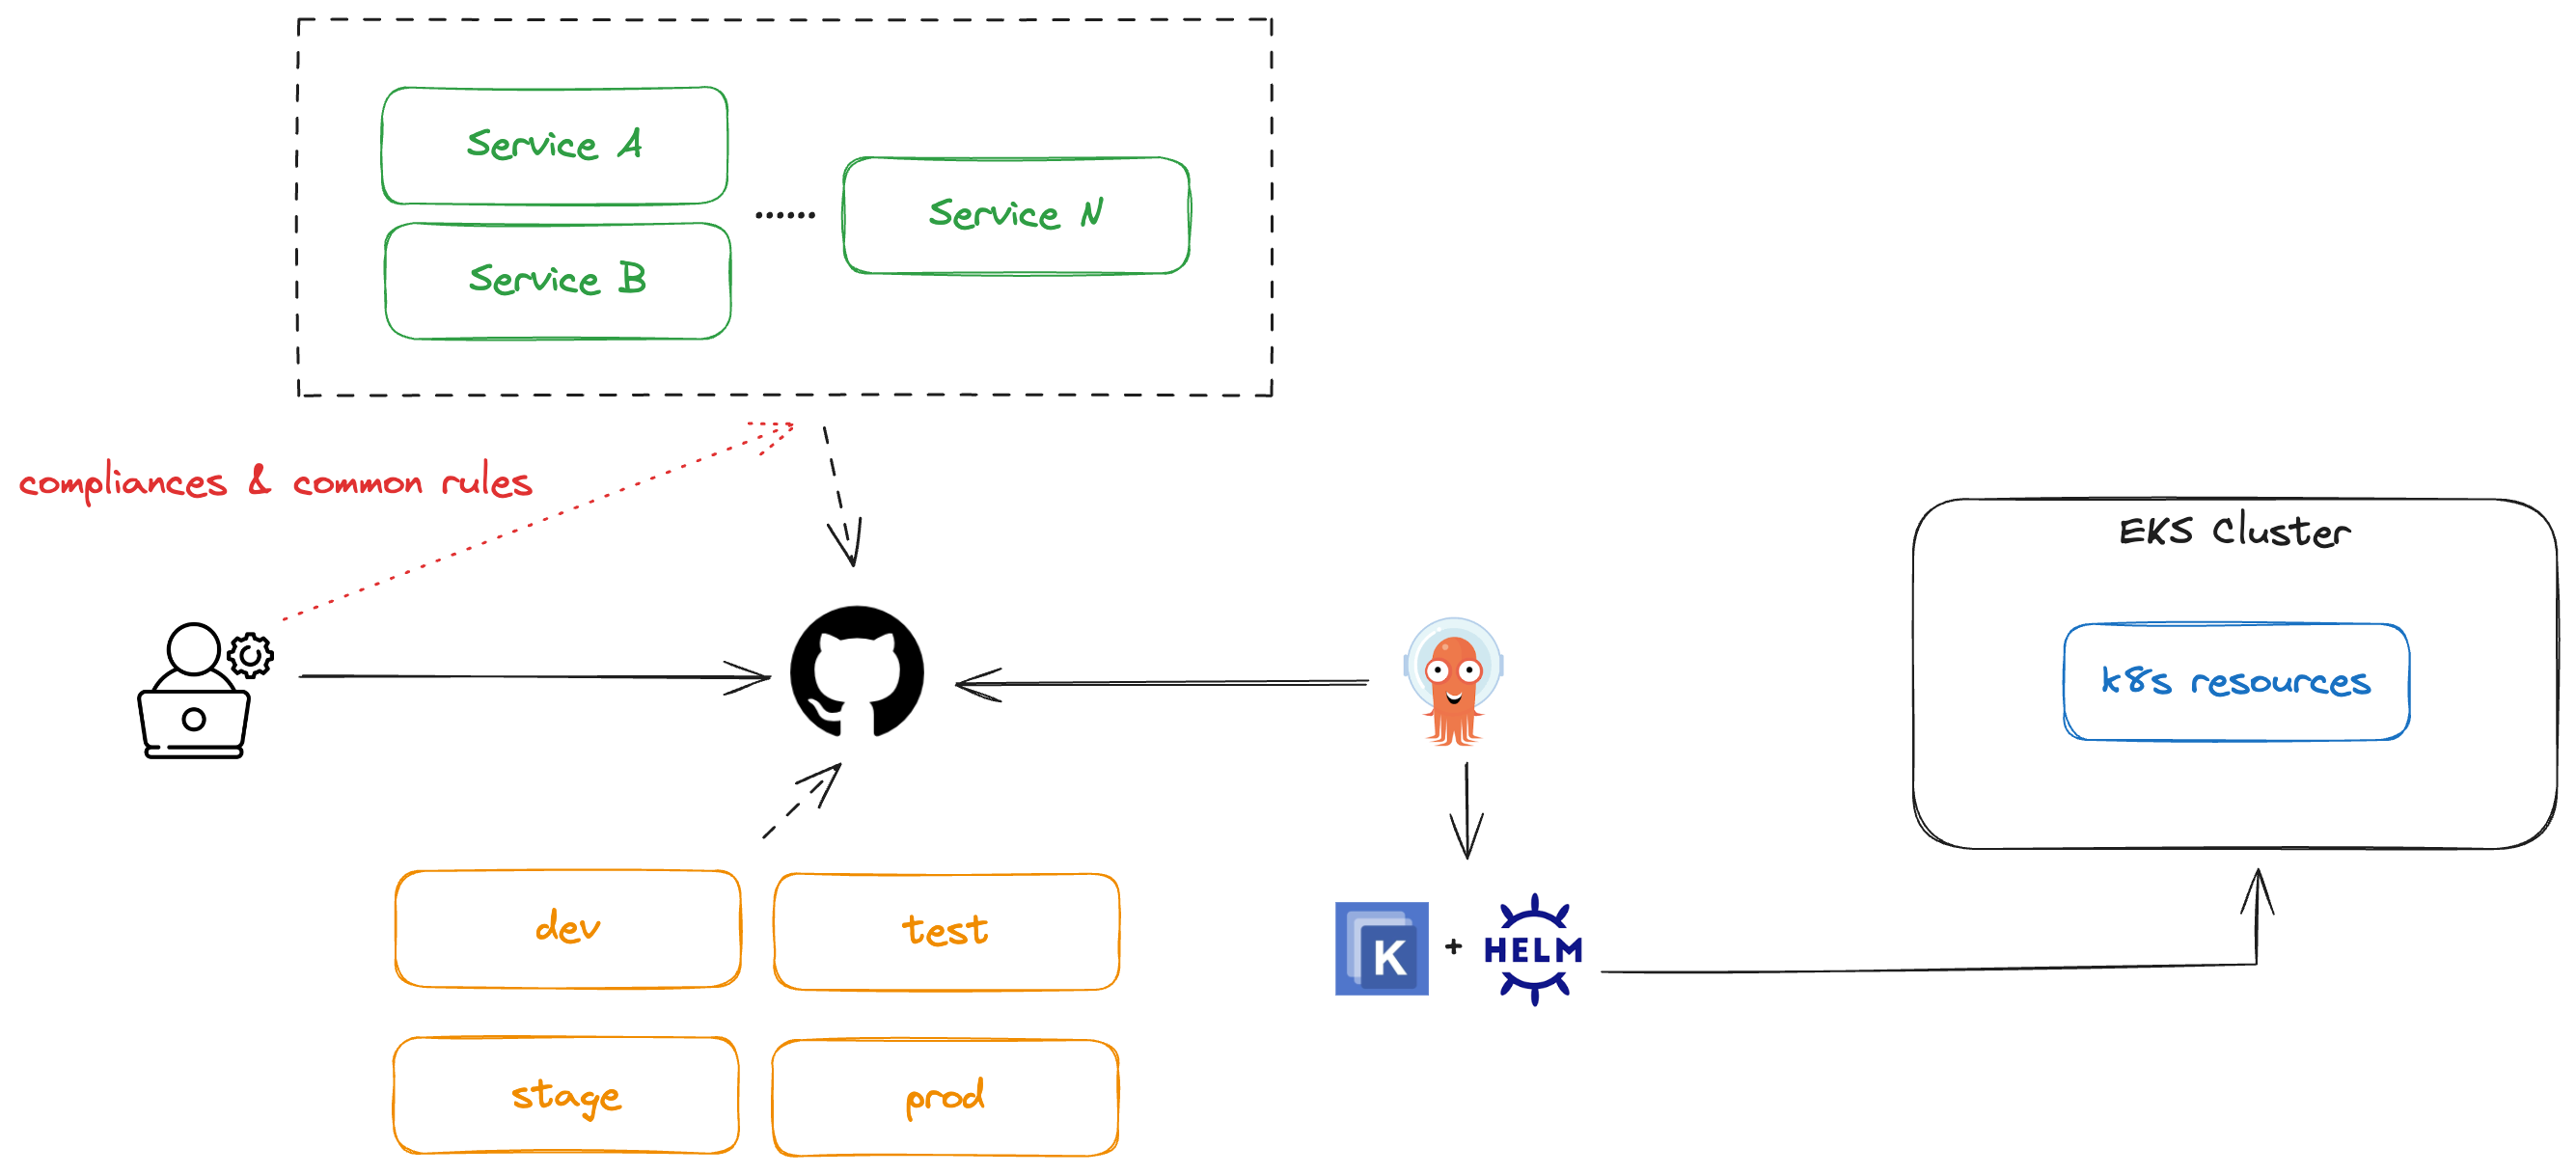 Service A
Service B
......
Service N
compliances & common rules
EKS Cluster
k8s resources
dev
test
K
+
HELM
stage
prod